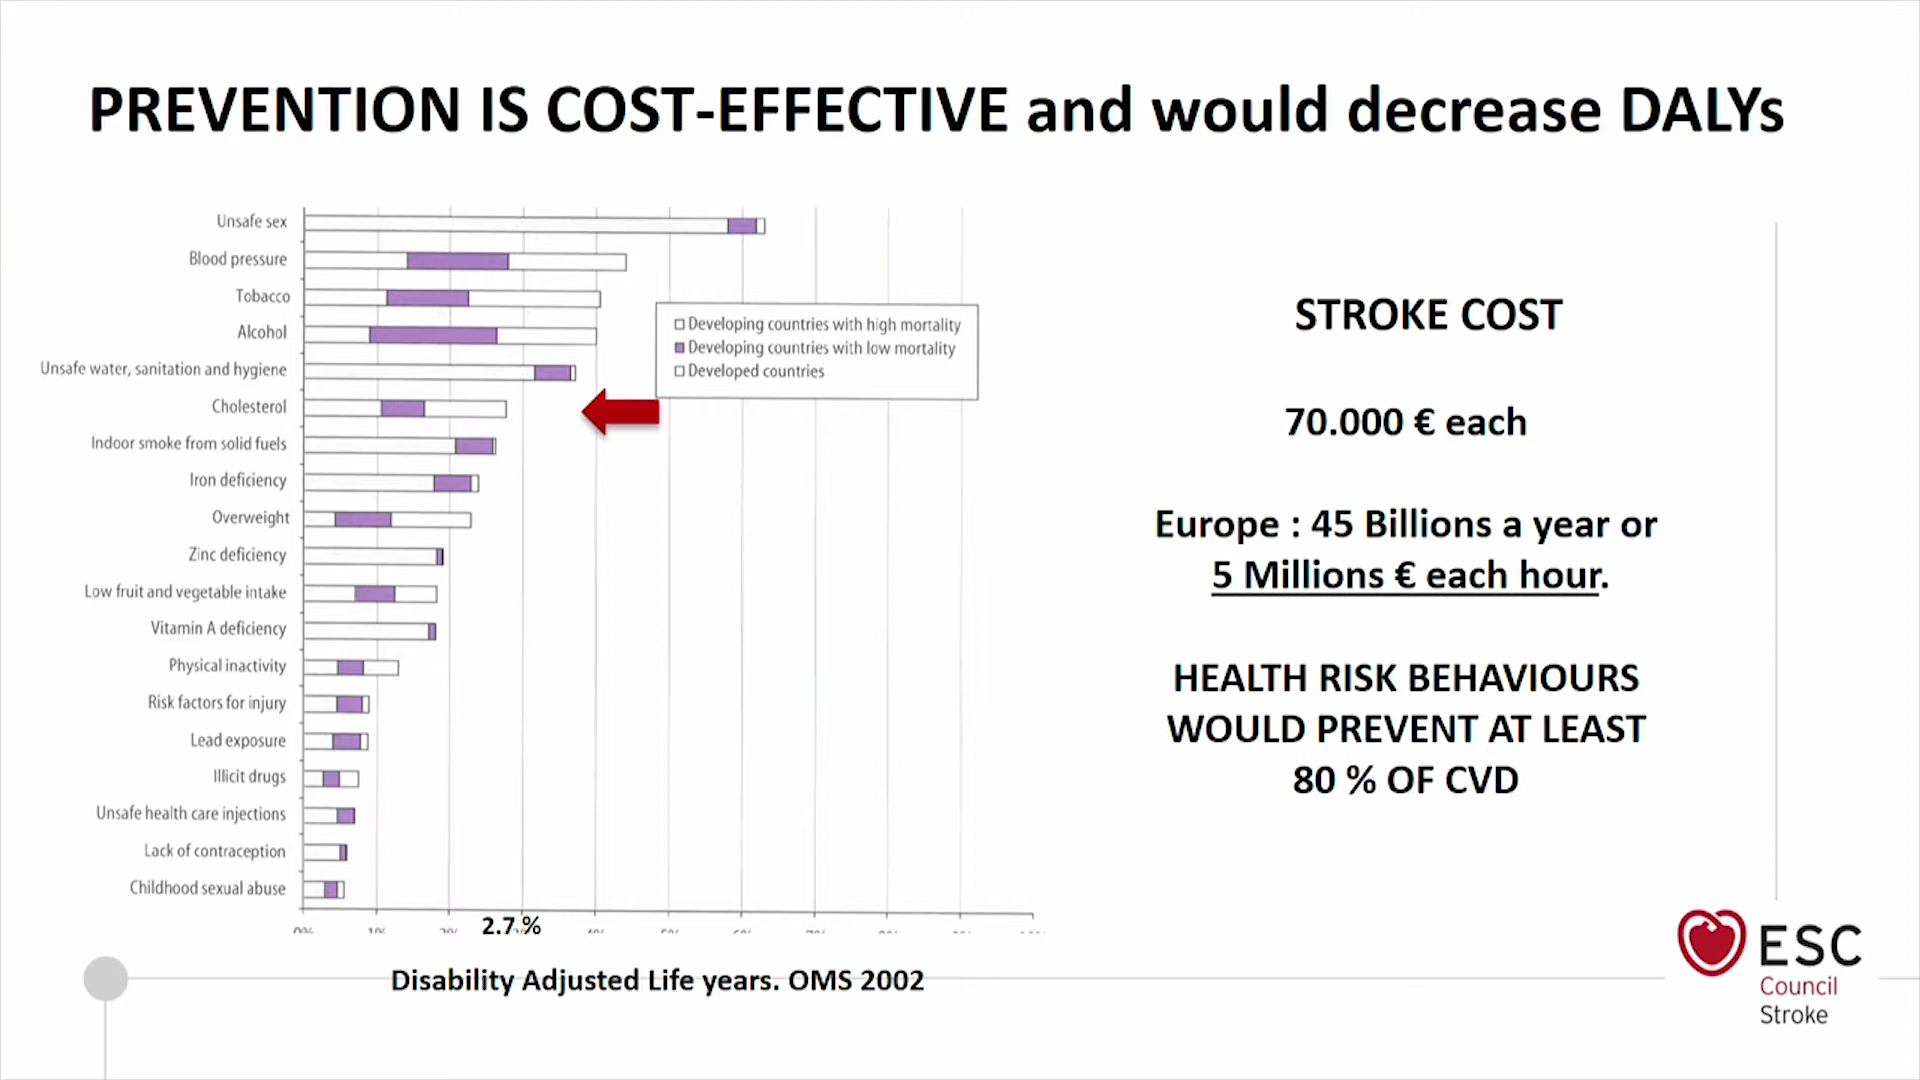 PREVENTION IS COST-EFFECTIVE and would decrease DALYs
Unsafe sex
Blood pressure
Tobacco
Alcohol
Unsafe water, sanitation and hygiene
Cholesterol
Indoor smoke from solid fuels
Iron deficiency
Overweight
Zinc deficiency
Low fruit and vegetable intake
Vitamin A deficiency
Physical inactivity
Risk factors for injury
Lead exposure
Illicit drugs
Unsafe health care injections
Lack of contraception
Childhood sexual abuse
Developing countries with high mortality
Developing countries with low mortality
Developed countries
2.7 %
Disability Adjusted Life years. OMS 2002
STROKE COST
70.000 € each
Europe : 45 Billions a year or
5 Millions € each hour.
HEALTH RISK BEHAVIOURS
WOULD PREVENT AT LEAST
80 % OF CVD
ESC
Council
Stroke